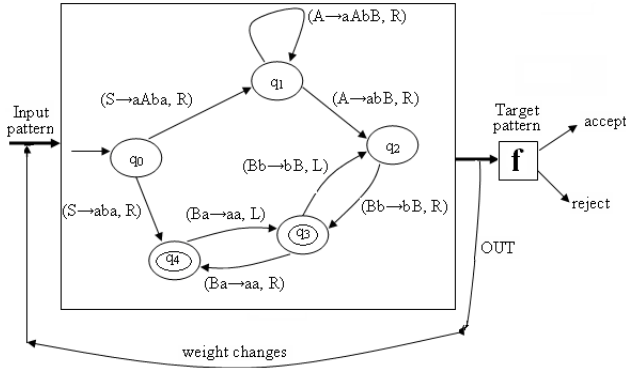 (A→aAbB, R)
q1
(S→aAba, R)
(A→abB, R)
Input
pattern
Target
pattern
accept
q0
q2
f
(Bb→bB, L)
(S→aba, R)
(Ba→aa, L)
(Bb→bB, R)
reject
q3
q4
OUT
(Ba→aa, R)
weight changes